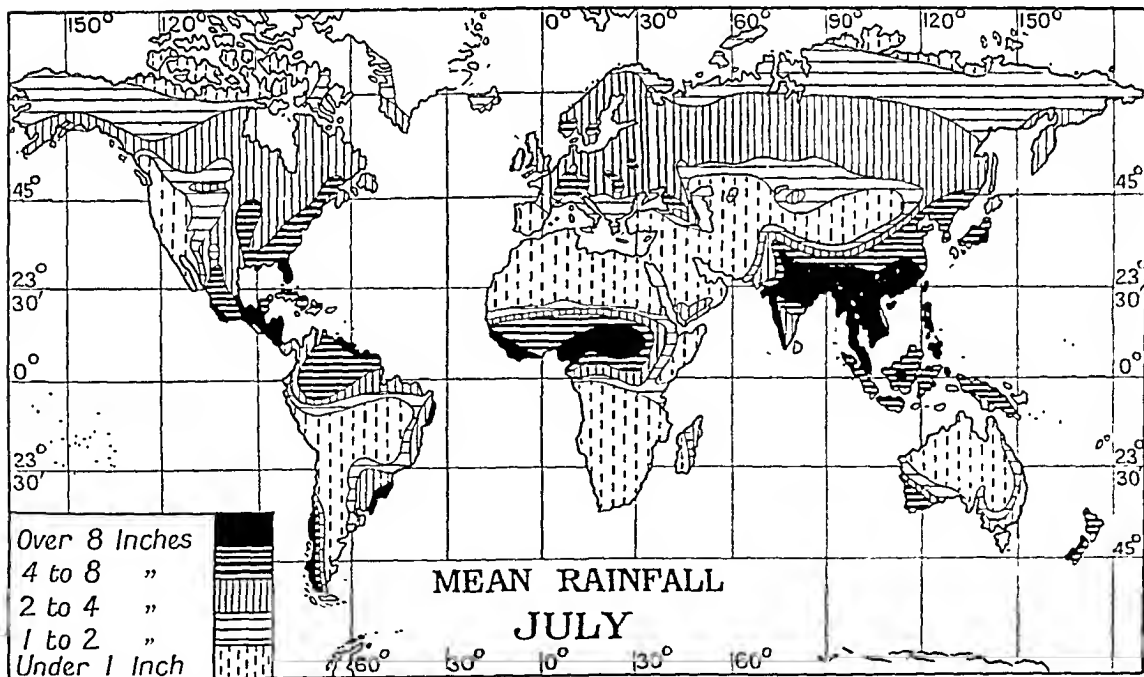 150° 120° 0° 30° 60° 90° 120° 150°
45° 45°
23° 30' 23° 30'
0° 0°
23° 30' 23° 30'
45° 45°
Over 8 Inches
4 to 8 "
2 to 4 "
1 to 2 "
Under 1 Inch
MEAN RAINFALL
JULY
60° 30° 10° 30° 60°